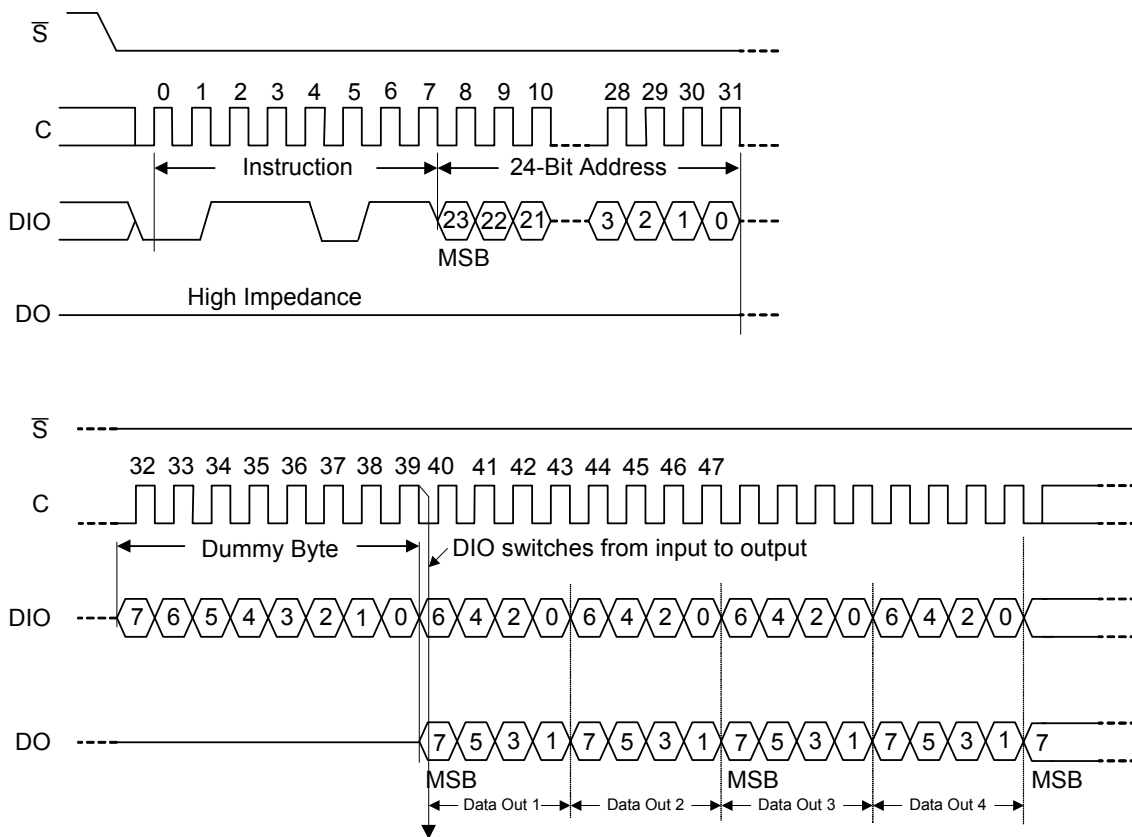 S
0 1 2 3 4 5 6 7 8 9 10 28 29 30 31
C
Instruction 24-Bit Address
DIO 23 22 21 3 2 1 0
MSB
High Impedance
DO
S
32 33 34 35 36 37 38 39 40 41 42 43 44 45 46 47
C
Dummy Byte DIO switches from input to output
DIO 7 6 5 4 3 2 1 0 6 4 2 0 6 4 2 0 6 4 2 0 6 4 2 0
DO 7 5 3 1 7 5 3 1 7 5 3 1 7 5 3 1 7
MSB MSB MSB
Data Out 1 Data Out 2 Data Out 3 Data Out 4